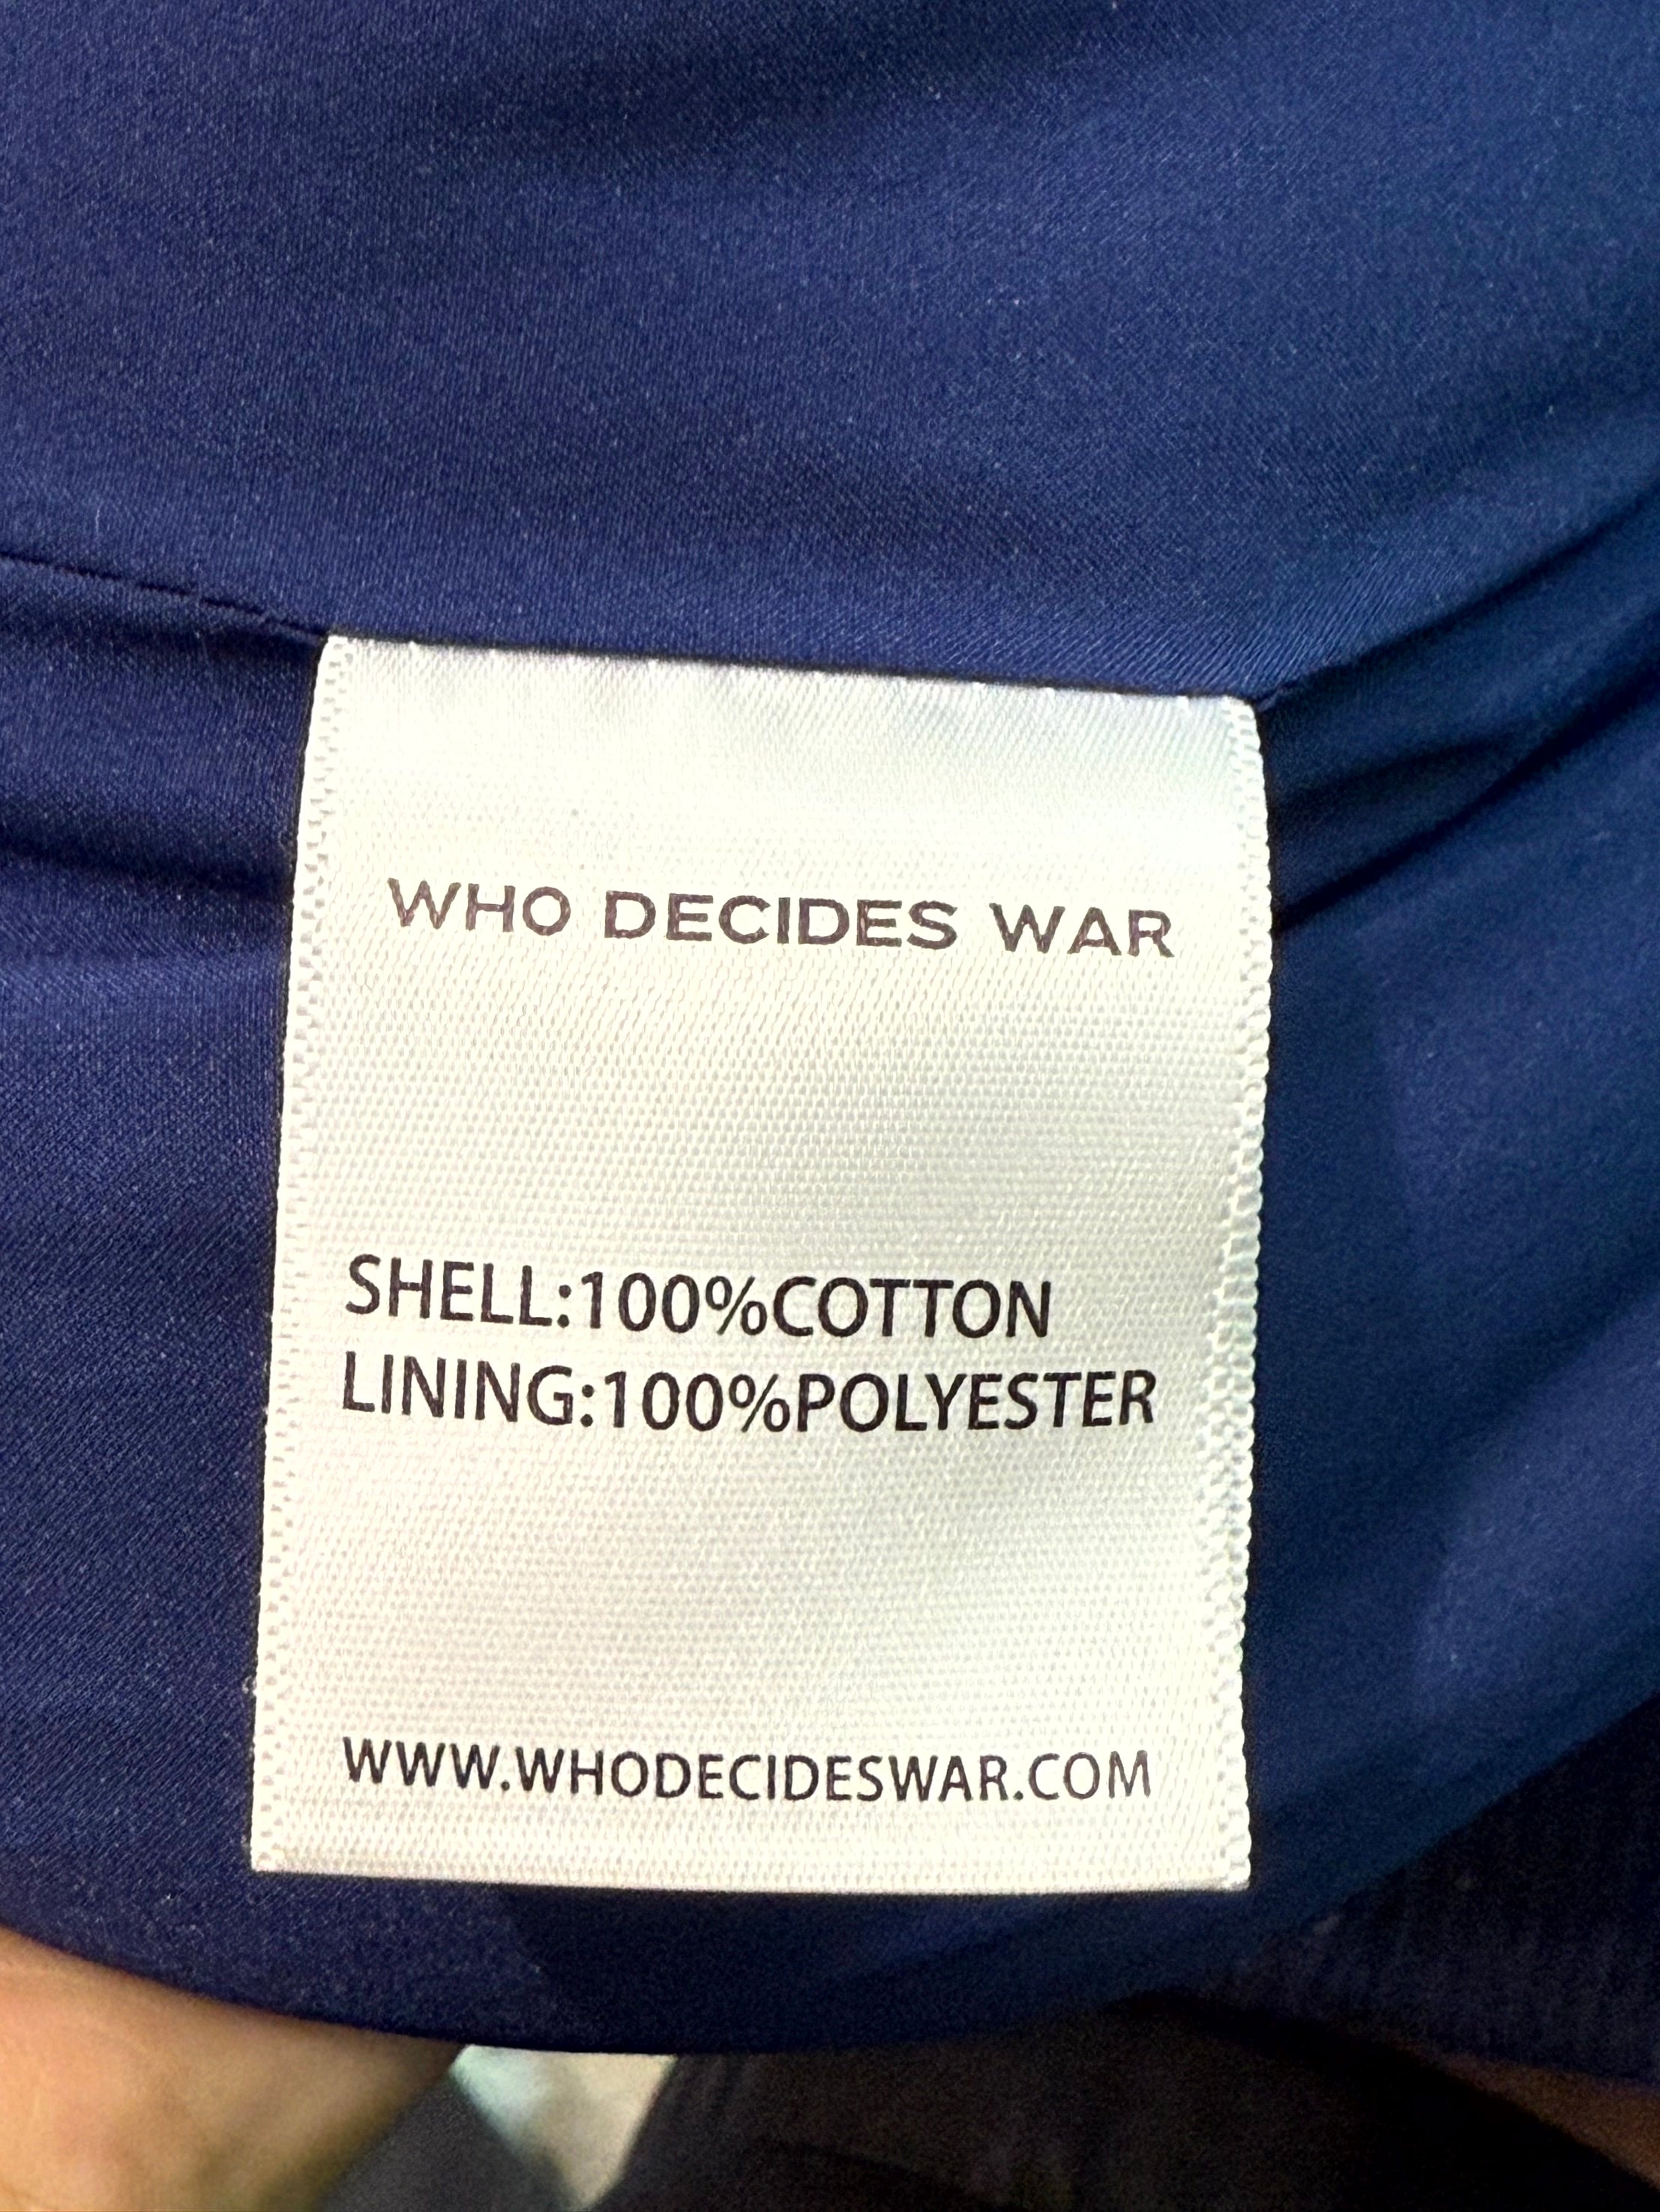 WHO DECIDES WAR
SHELL:100%COTTON
LINING:100%POLYESTER
WWW.WHODECIDESWAR.COM